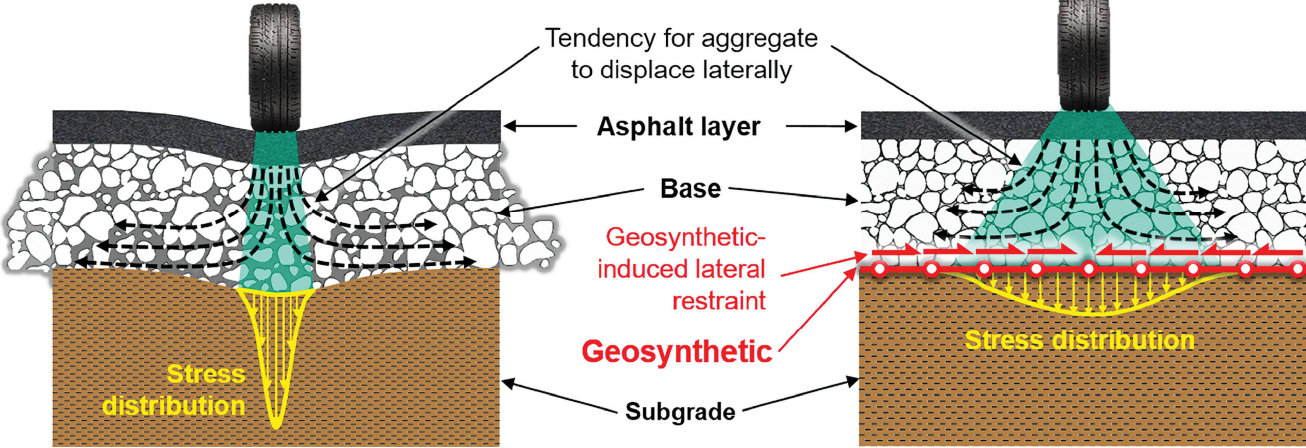 Tendency for aggregate
to displace laterally
Asphalt layer
Base
Geosynthetic-
induced lateral
restraint
Geosynthetic
Subgrade
Stress
distribution
Stress distribution